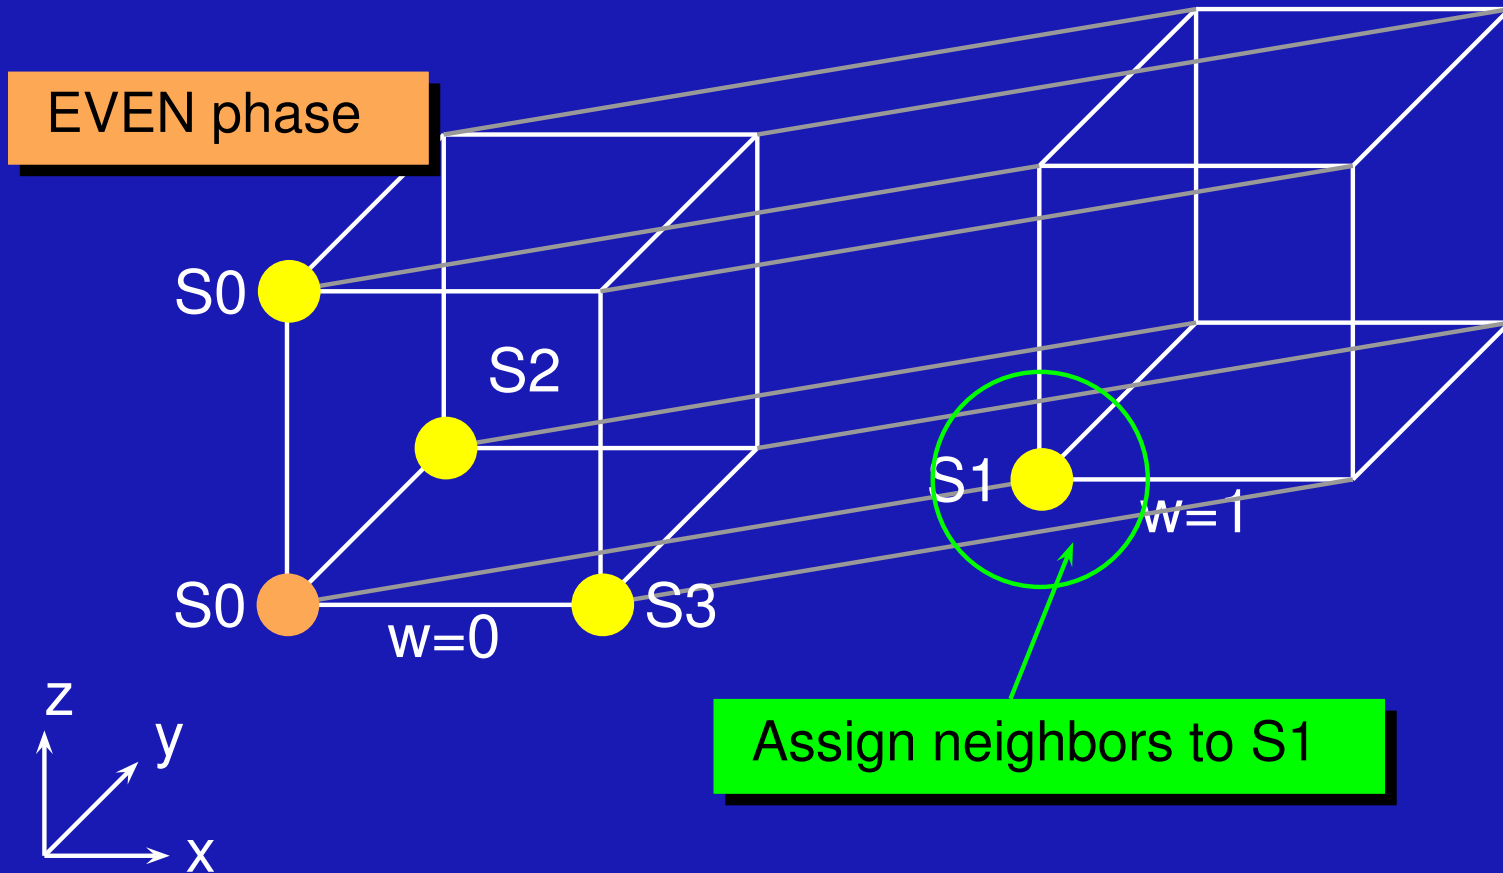 EVEN phase
S0
S2
S1
w=1
S0
S3
w=0
z
y
Assign neighbors to S1
x